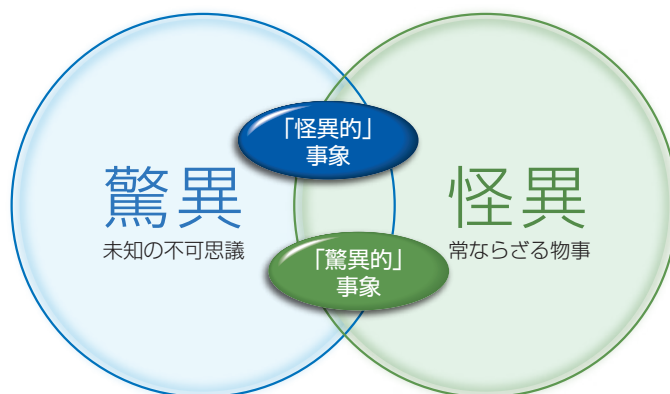 「怪異的」
事象
驚異
未知の不可思議
怪異
常ならざる物事
「驚異的」
事象